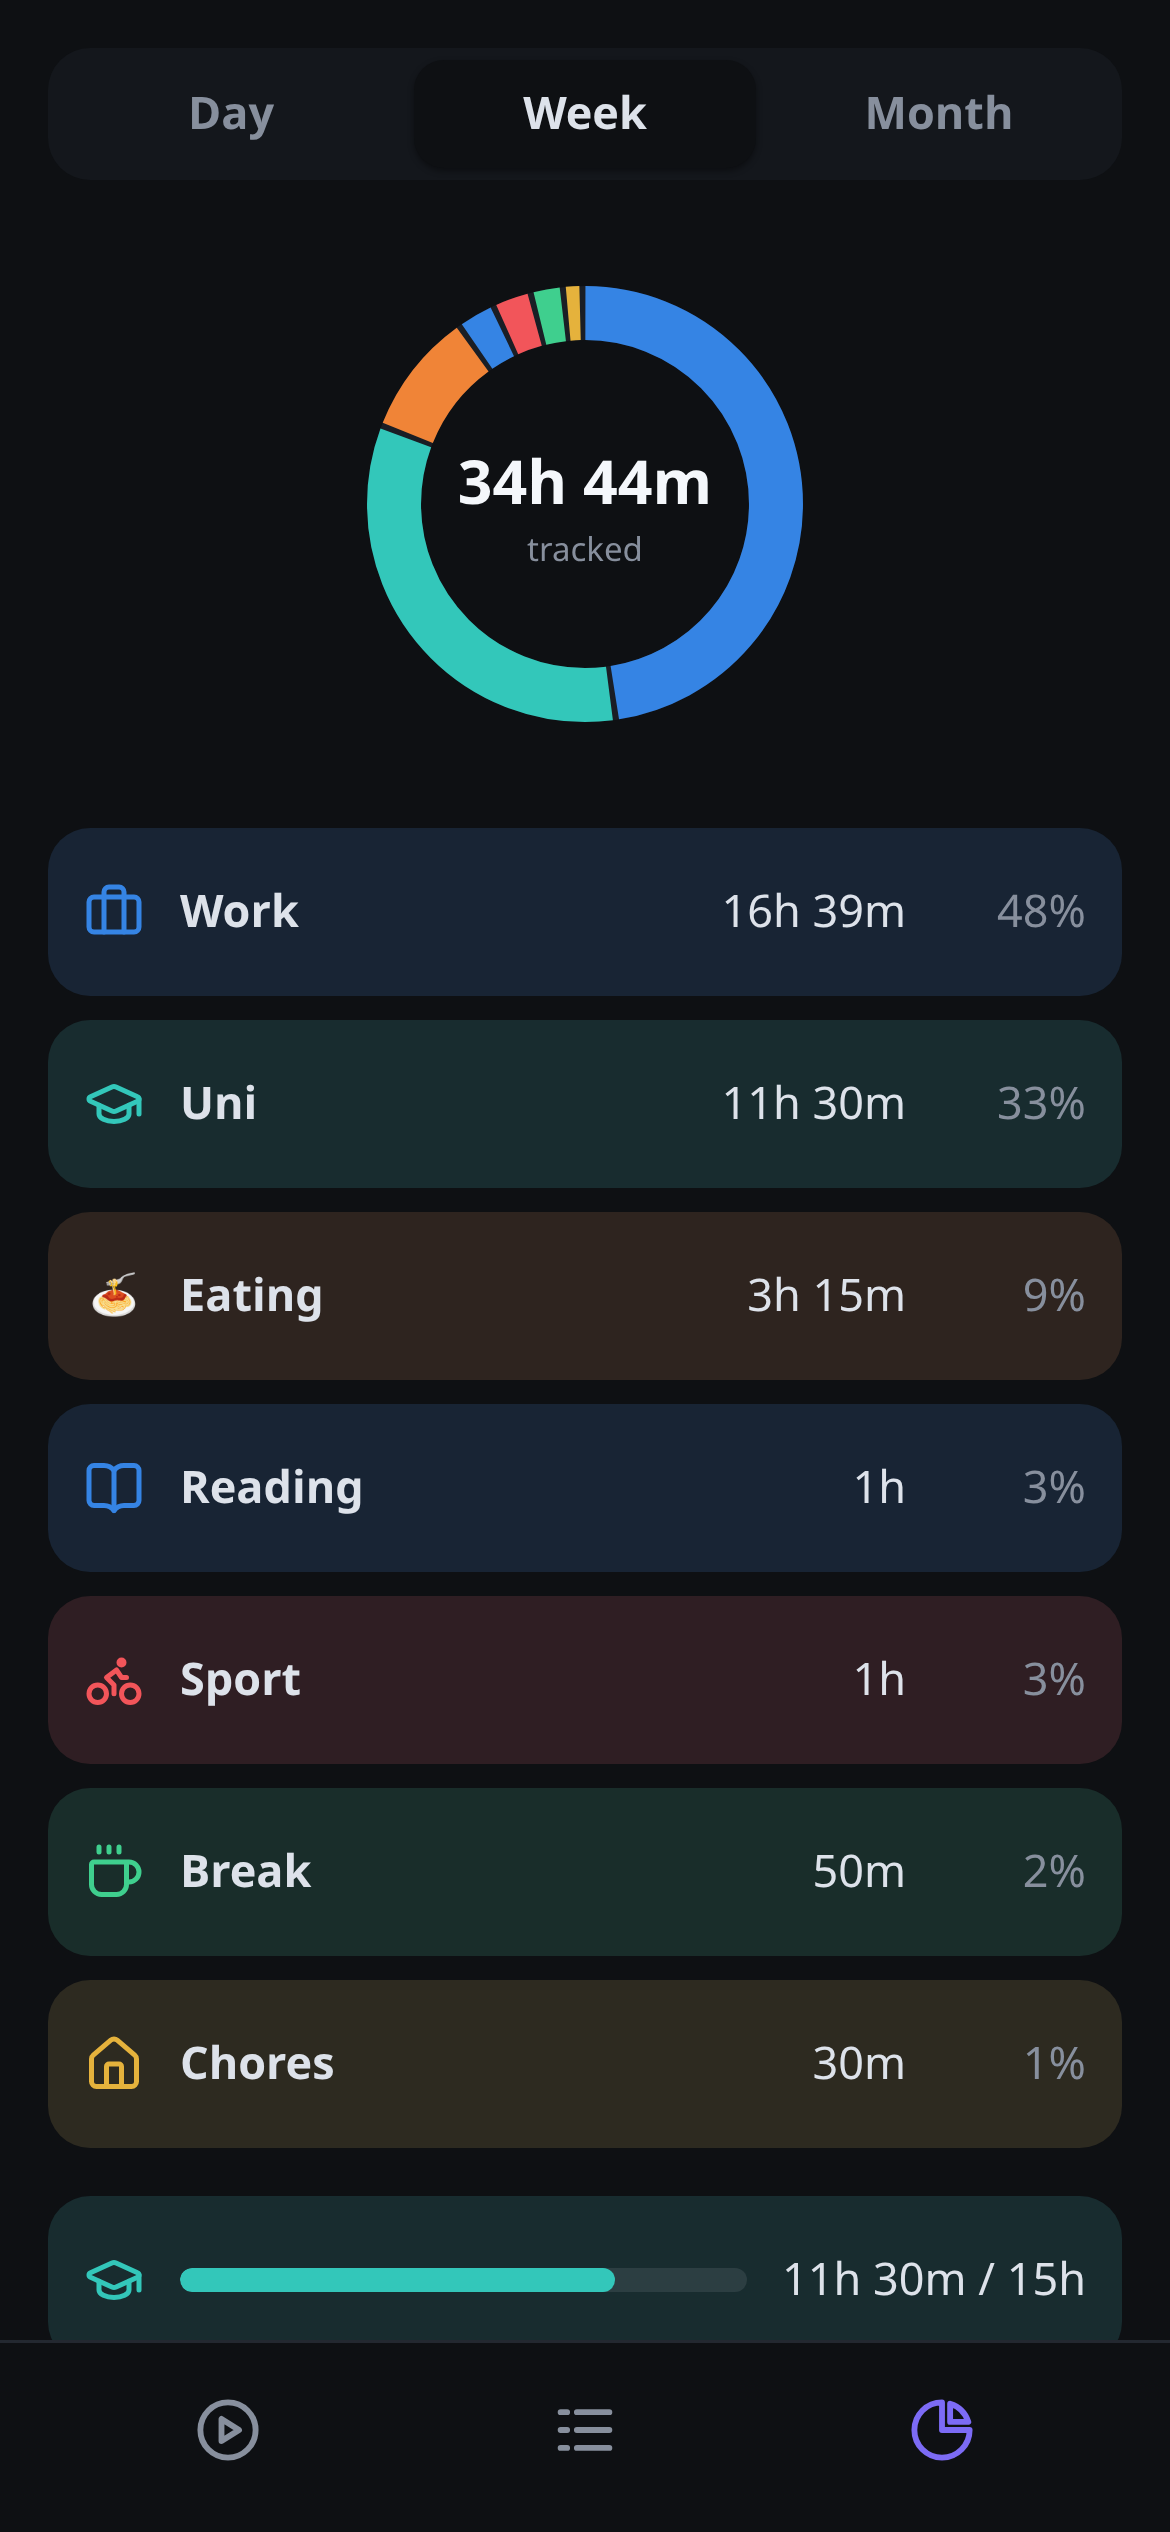 Day Week Month
34h 44m
tracked
Work 16h 39m 48%
Uni 11h 30m 33%
Eating 3h 15m 9%
Reading 1h 3%
Sport 1h 3%
Break 50m 2%
Chores 30m 1%
11h 30m / 15h